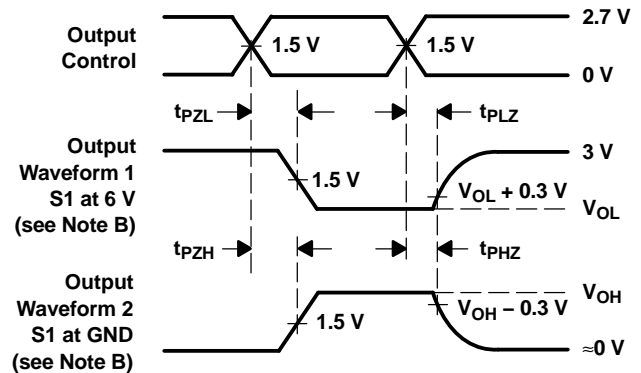 Output
Control
1.5 V
1.5 V
2.7 V
0 V
tPZL
tPLZ
Output
Waveform 1
S1 at 6 V
(see Note B)
1.5 V
3 V
VOL + 0.3 V
VOL
tPZH
tPHZ
Output
Waveform 2
S1 at GND
(see Note B)
1.5 V
VOH
VOH – 0.3 V
≈0 V